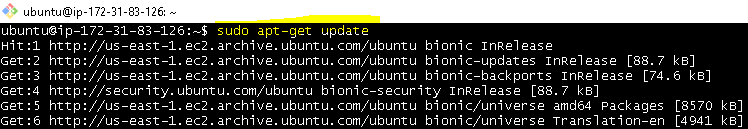 ubuntu@ip-172-31-83-126: ~
ubuntu@ip-172-31-83-126:~$ sudo apt-get update
Hit:1 http://us-east-1.ec2.archive.ubuntu.com/ubuntu bionic InRelease
Get:2 http://us-east-1.ec2.archive.ubuntu.com/ubuntu bionic-updates InRelease [88.7 kB]
Get:3 http://us-east-1.ec2.archive.ubuntu.com/ubuntu bionic-backports InRelease [74.6 kB]
Get:4 http://security.ubuntu.com/ubuntu bionic-security InRelease [88.7 kB]
Get:5 http://us-east-1.ec2.archive.ubuntu.com/ubuntu bionic/universe amd64 Packages [8570 kB]
Get:6 http://us-east-1.ec2.archive.ubuntu.com/ubuntu bionic/universe Translation-en [4941 kB]